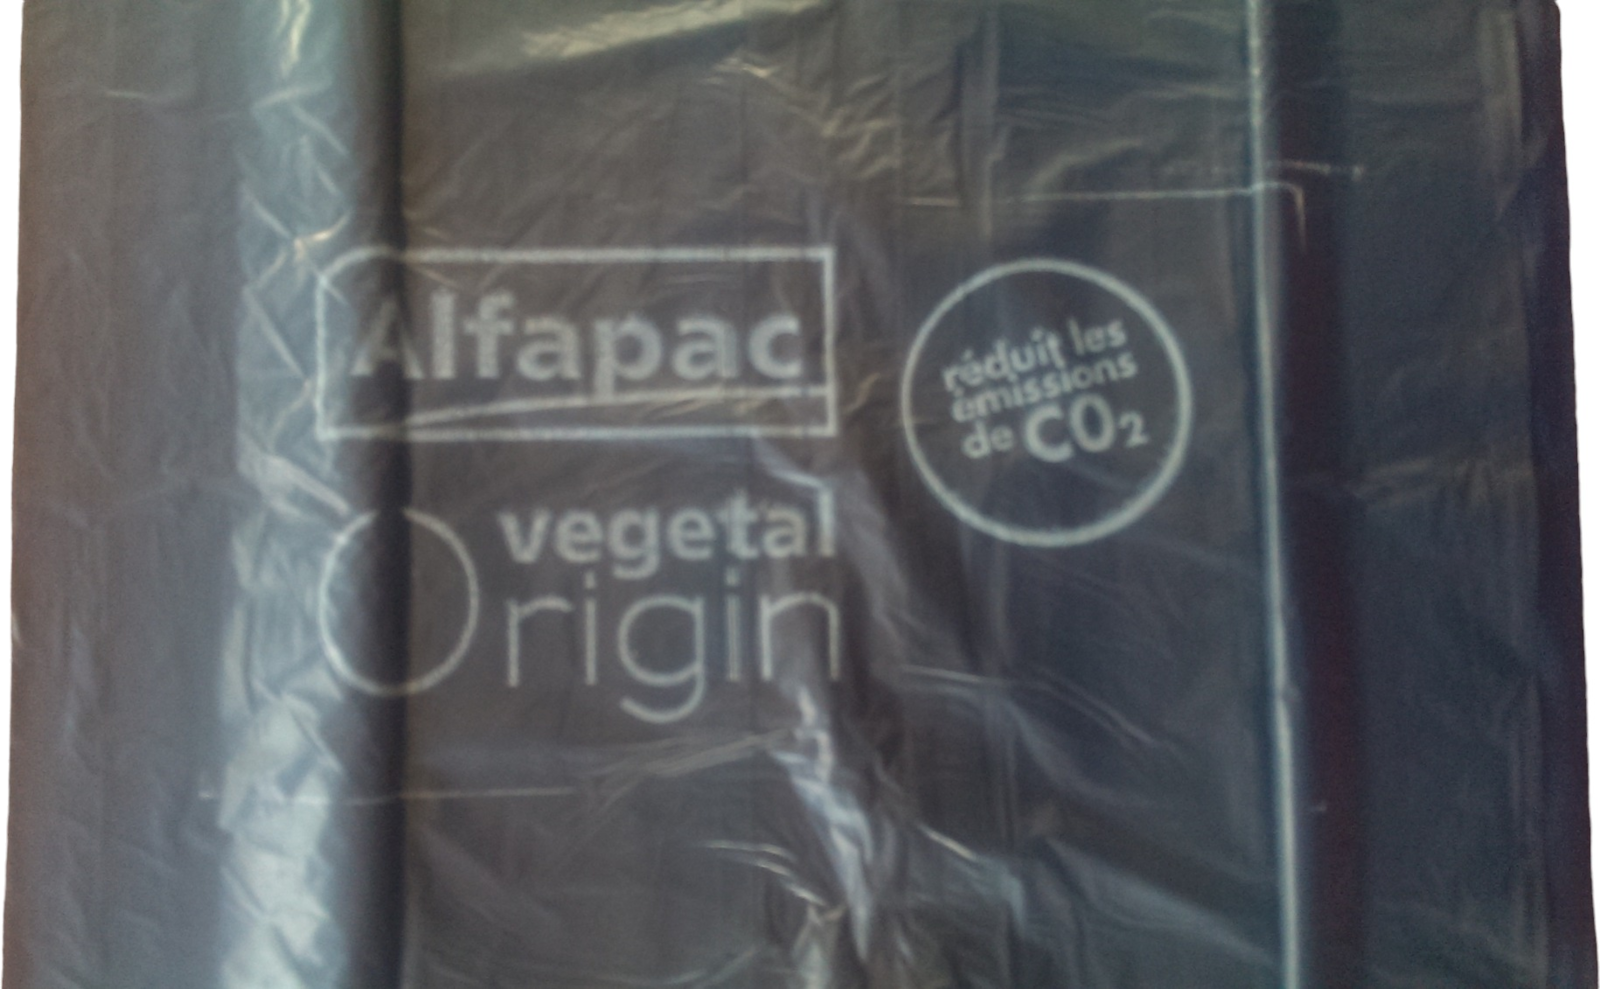 Alfapac
vegetal
Origin
réduit les
émissions
de CO₂